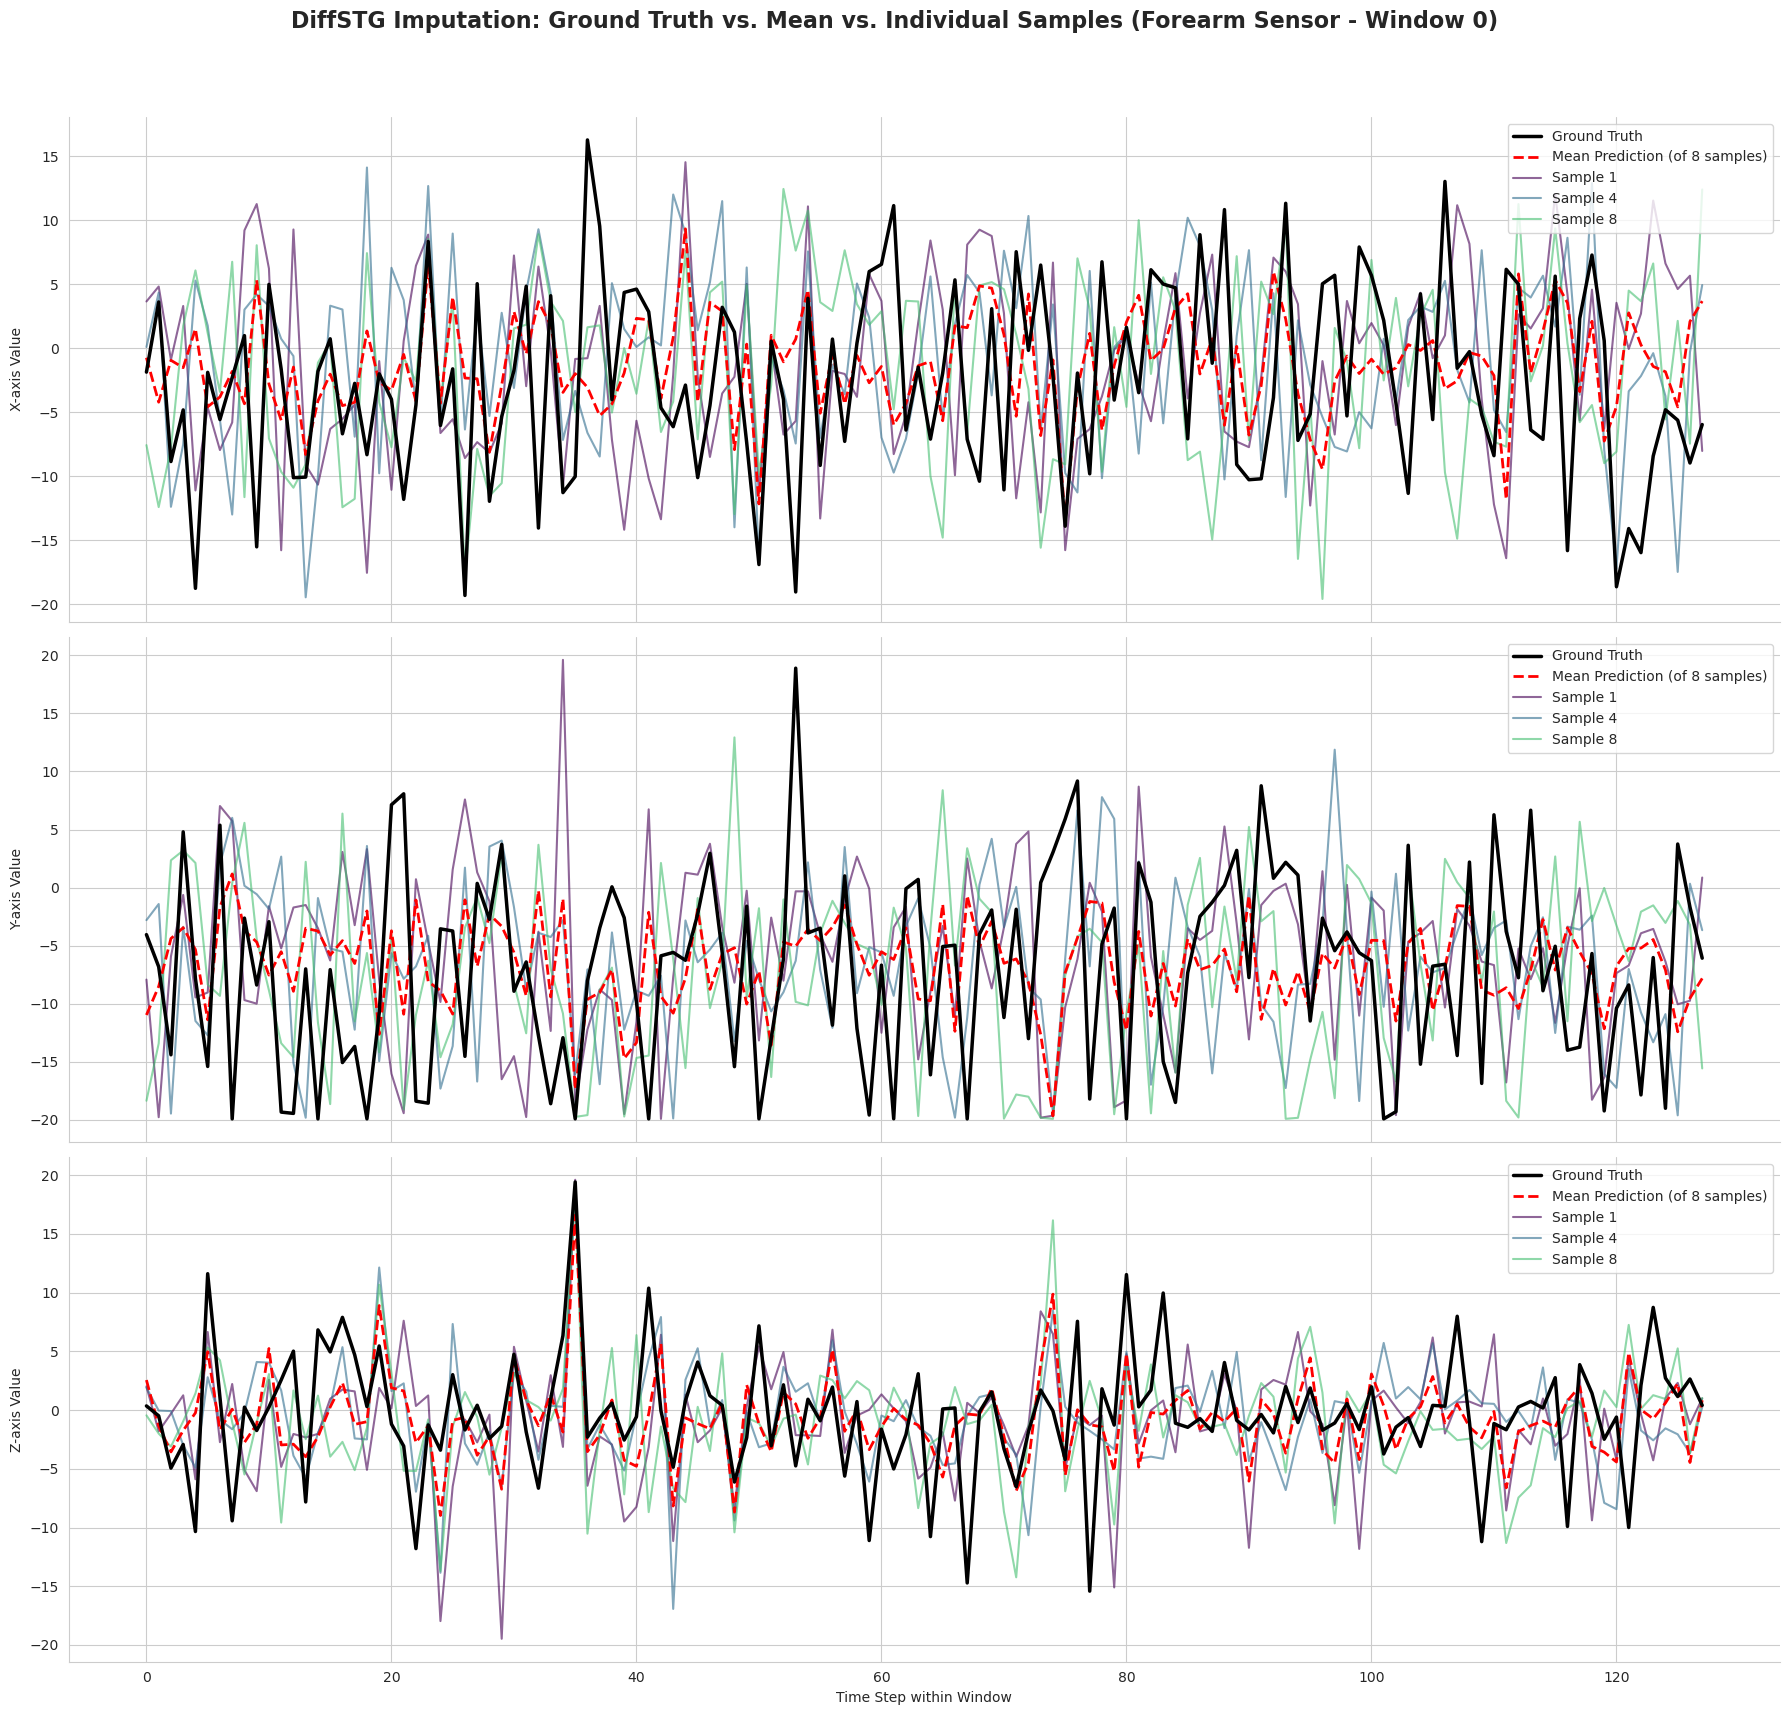 DiffSTG Imputation: Ground Truth vs. Mean vs. Individual Samples (Forearm Sensor - Window 0)
Ground Truth
Mean Prediction (of 8 samples)
Sample 1
Sample 4
Sample 8
15
10
5
0
−5
−10
−15
−20
X-axis Value
Ground Truth
Mean Prediction (of 8 samples)
Sample 1
Sample 4
Sample 8
20
15
10
5
0
−5
−10
−15
−20
Y-axis Value
Ground Truth
Mean Prediction (of 8 samples)
Sample 1
Sample 4
Sample 8
20
15
10
5
0
−5
−10
−15
−20
Z-axis Value
0 20 40 60 80 100 120
Time Step within Window